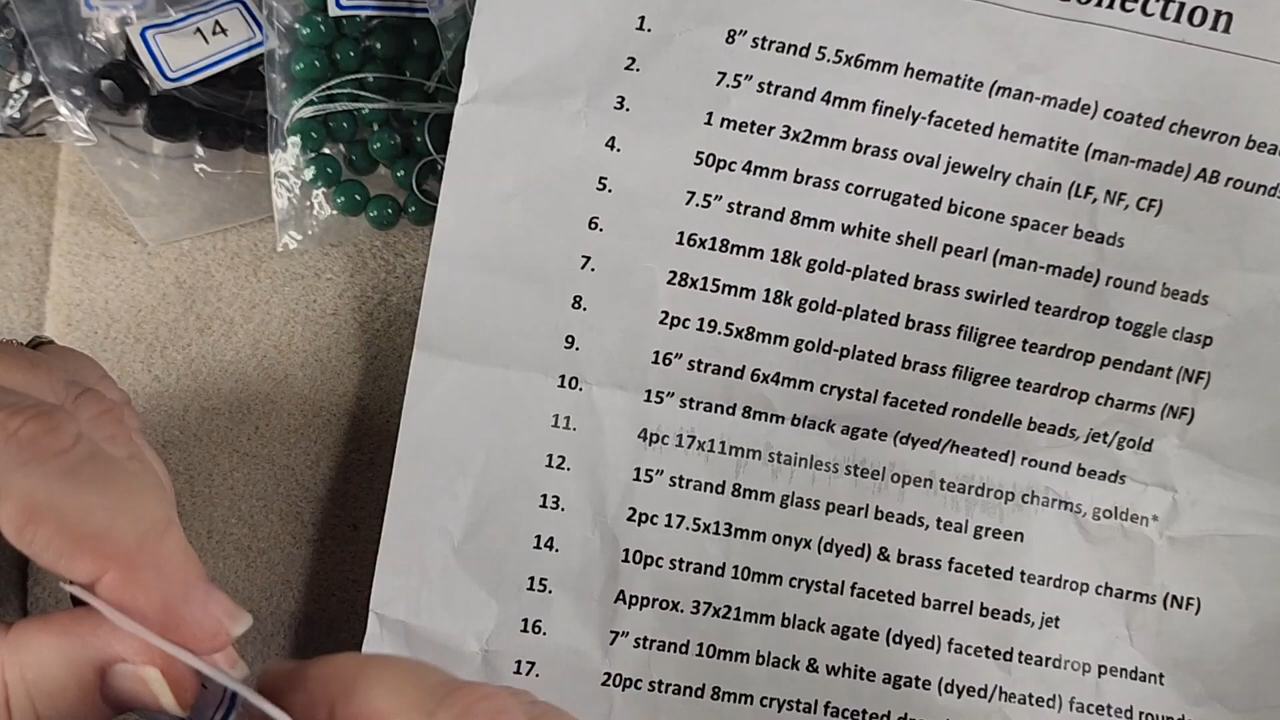 14
Collection
1. 8” strand 5.5x6mm hematite (man-made) coated chevron
2. 7.5” strand 4mm finely-faceted hematite (man-made) AB
3. 1 meter 3x2mm brass oval jewelry chain (LF, NF, CF)
4. 50pc 4mm brass corrugated bicone spacer beads
5. 7.5” strand 8mm white shell pearl (man-made) round beads
6. 16x18mm 18k gold-plated brass swirled teardrop toggle clasp
7. 28x15mm 18k gold-plated brass filigree teardrop pendant (NF)
8. 2pc 19.5x8mm gold-plated brass filigree teardrop charms (NF)
9. 16” strand 6x4mm crystal faceted rondelle beads, jet/gold
10. 15” strand 8mm black agate (dyed/heated) round beads
11. 4pc 17x11mm stainless steel open teardrop charms, golden*
12. 15” strand 8mm glass pearl beads, teal green
13. 2pc 17.5x13mm onyx (dyed) & brass faceted teardrop charms (NF)
14. 10pc strand 10mm crystal faceted barrel beads, jet
15. Approx. 37x21mm black agate (dyed) faceted teardrop pendant
16. 7” strand 10mm black & white agate (dyed/heated) faceted
17. 20pc strand 8mm crystal faceted